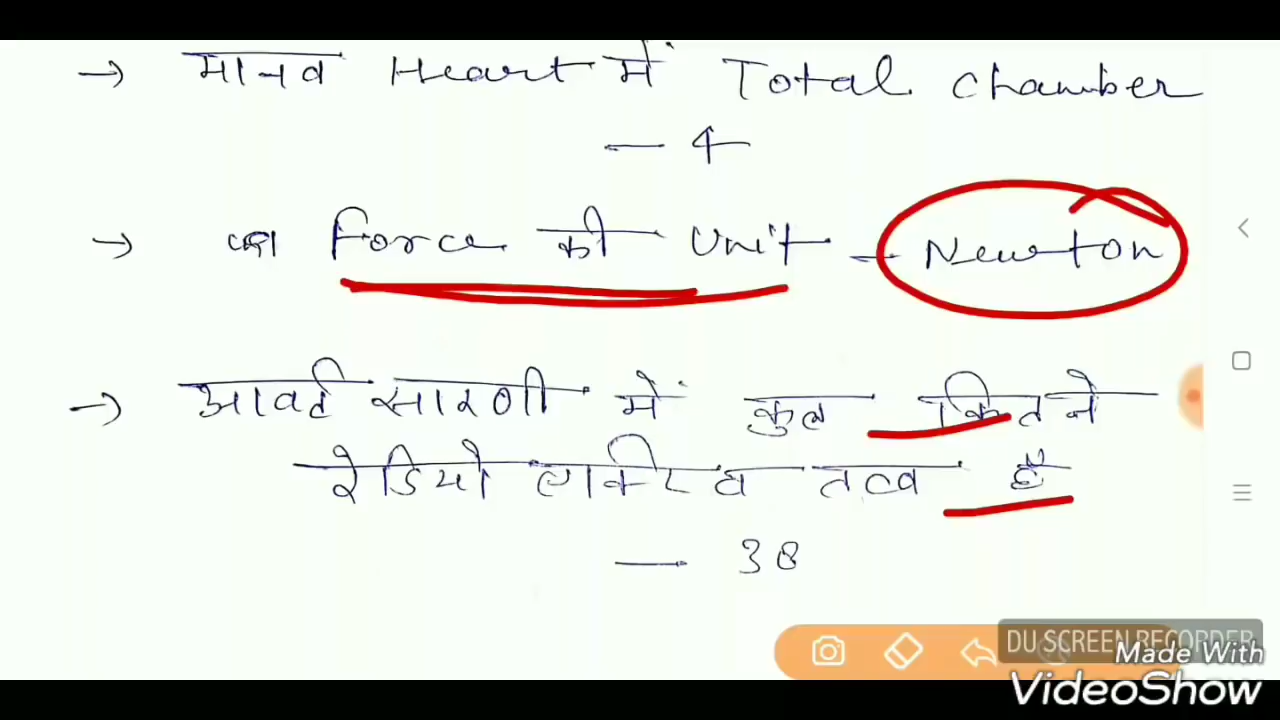 → मानव Heart में Total chamber
— 4
→ Force की Unit — Newton
→ आवर्त सारणी में कुल कितने
रेडियो एक्टिव तत्व हैं
— 38
DU SCREEN RECORDER
Made With
VideoShow